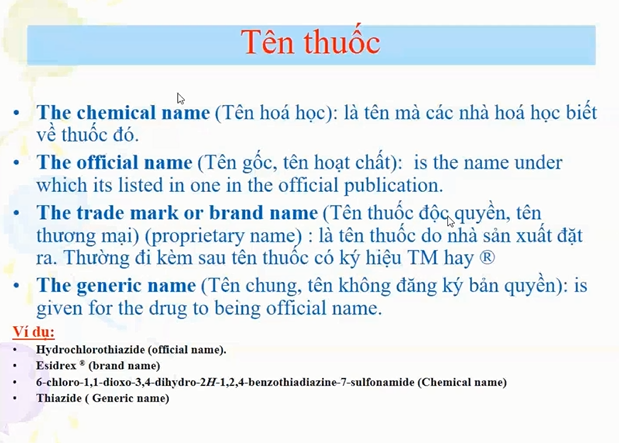 Tên thuốc
• The chemical name (Tên hoá học): là tên mà các nhà hoá học biết
về thuốc đó.
• The official name (Tên gốc, tên hoạt chất): is the name under
which its listed in one in the official publication.
• The trade mark or brand name (Tên thuốc độc quyền, tên
thương mại) (proprietary name) : là tên thuốc do nhà sản xuất đặt
ra. Thường đi kèm sau tên thuốc có ký hiệu TM hay ®
• The generic name (Tên chung, tên không đăng ký bản quyền): is
given for the drug to being official name.
Ví dụ:
• Hydrochlorothiazide (official name).
• Esidrex ® (brand name)
• 6-chloro-1,1-dioxo-3,4-dihydro-2H-1,2,4-benzothiadiazine-7-sulfonamide (Chemical name)
• Thiazide ( Generic name)